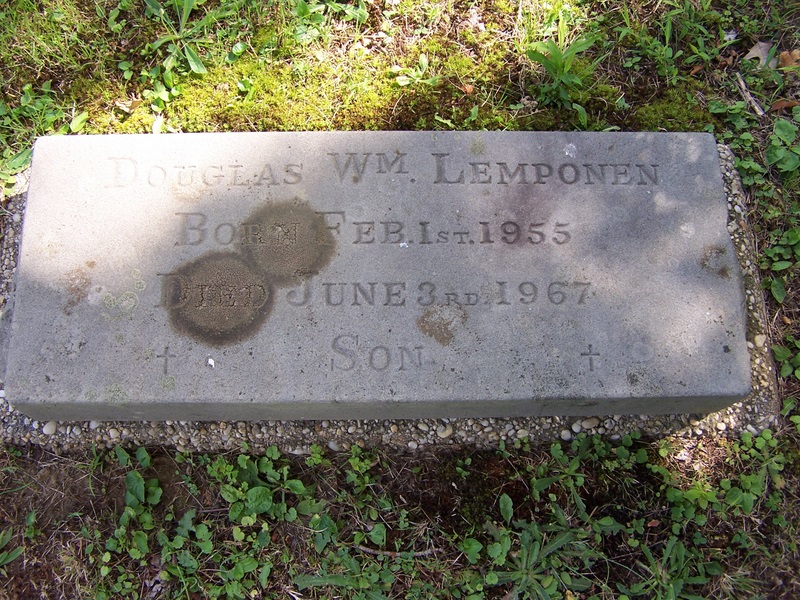 Douglas Wm. Lemponen
Born Feb. 1st. 1955
Died June 3rd. 1967
† Son †